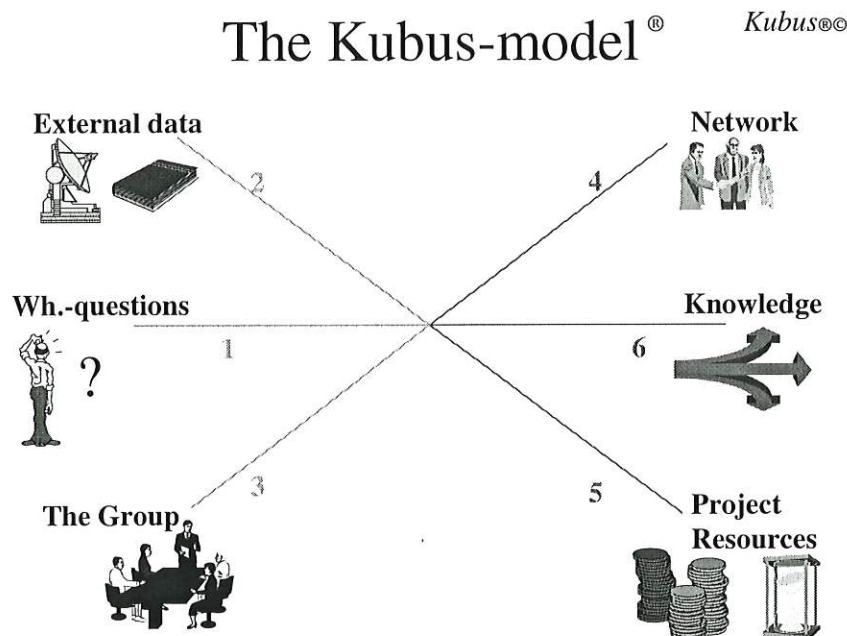 The Kubus-model®
Kubus®©
External data
2
4
Network
Wh.-questions
1
?
6
Knowledge
The Group
3
5
Project
Resources